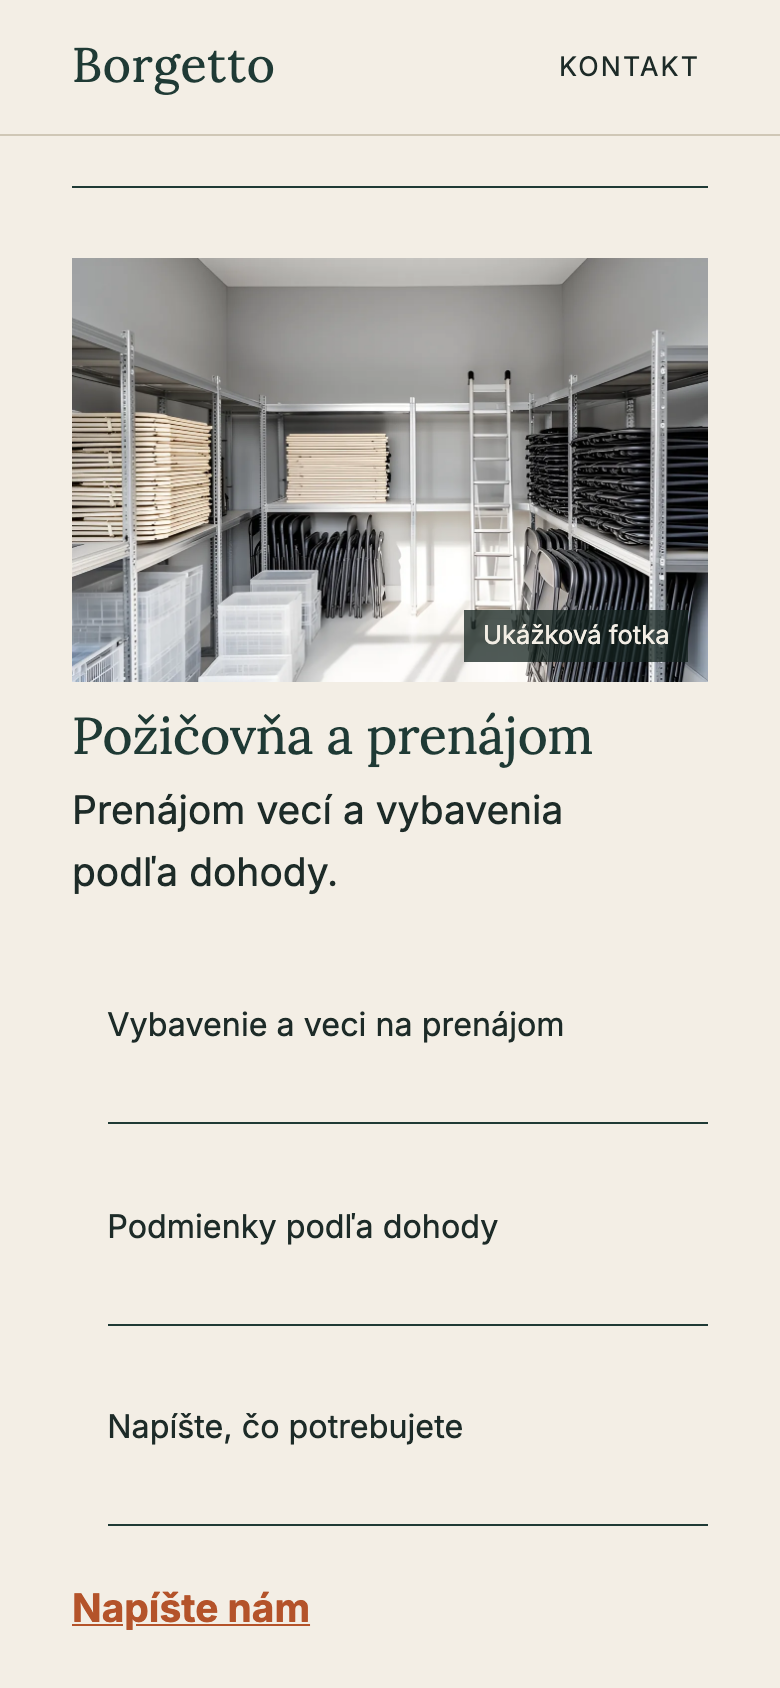 Borgetto
KONTAKT
Ukážková fotka
Požičovňa a prenájom
Prenájom vecí a vybavenia
podľa dohody.
Vybavenie a veci na prenájom
Podmienky podľa dohody
Napíšte, čo potrebujete
Napíšte nám